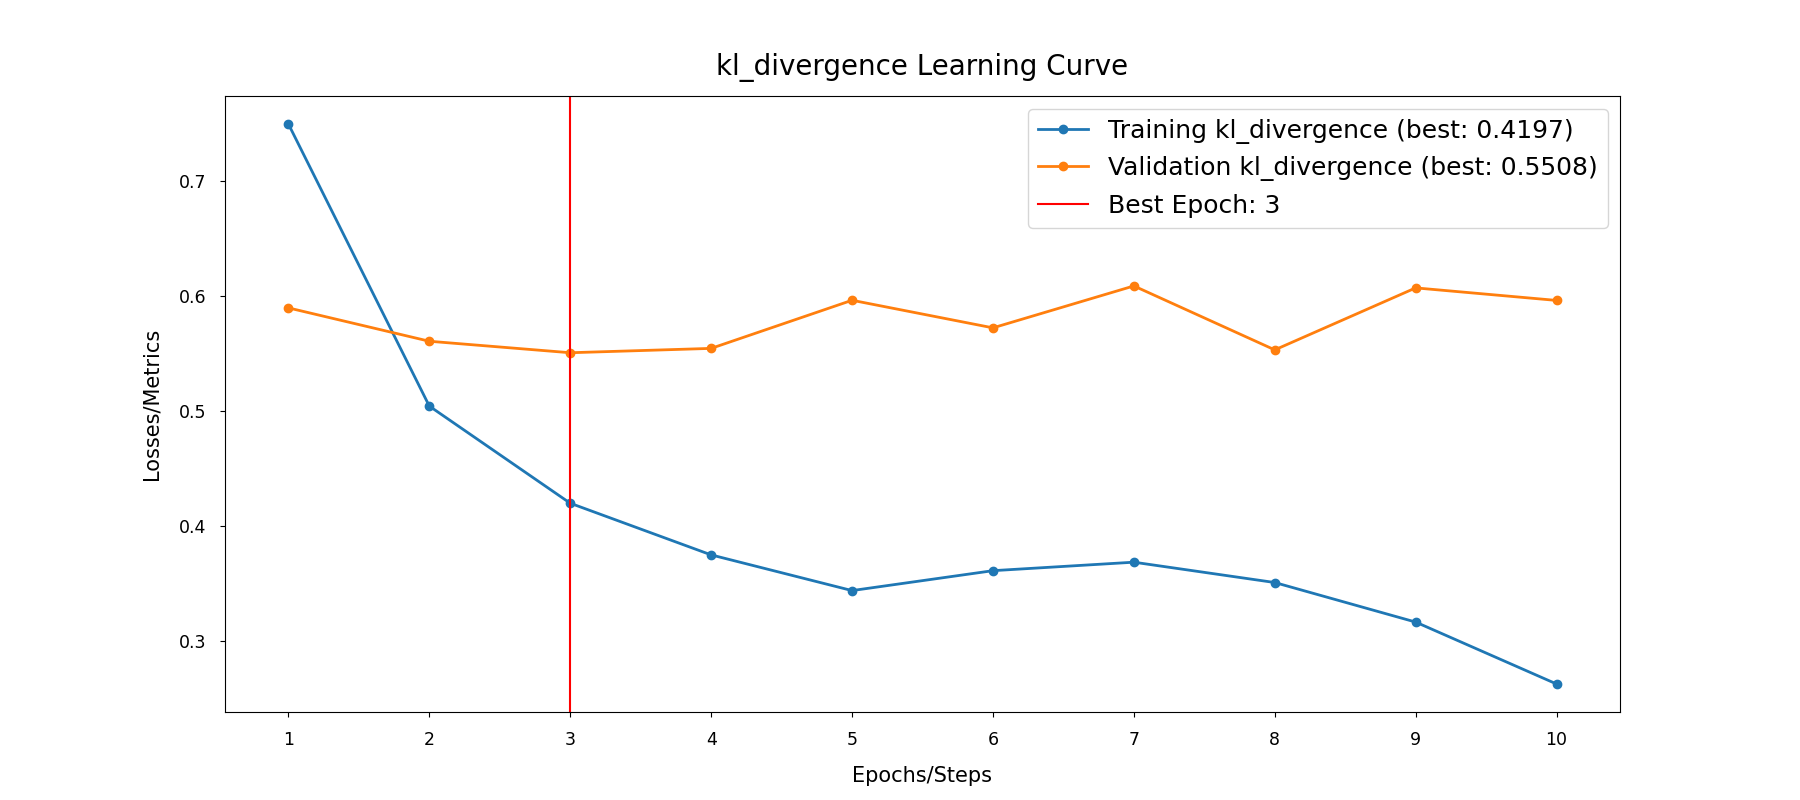 kl_divergence Learning Curve
Training kl_divergence (best: 0.4197)
Validation kl_divergence (best: 0.5508)
Best Epoch: 3
Losses/Metrics
0.7
0.6
0.5
0.4
0.3
1 2 3 4 5 6 7 8 9 10
Epochs/Steps